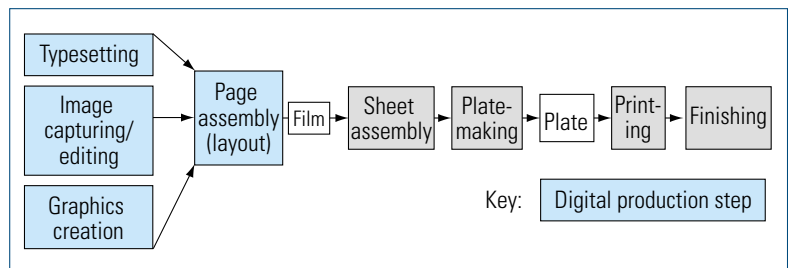 Typesetting
Image
capturing/
editing
Graphics
creation
Page
assembly
(layout)
Film
Sheet
assembly
Plate-
making
Plate
Print-
ing
Finishing
Key:
Digital production step